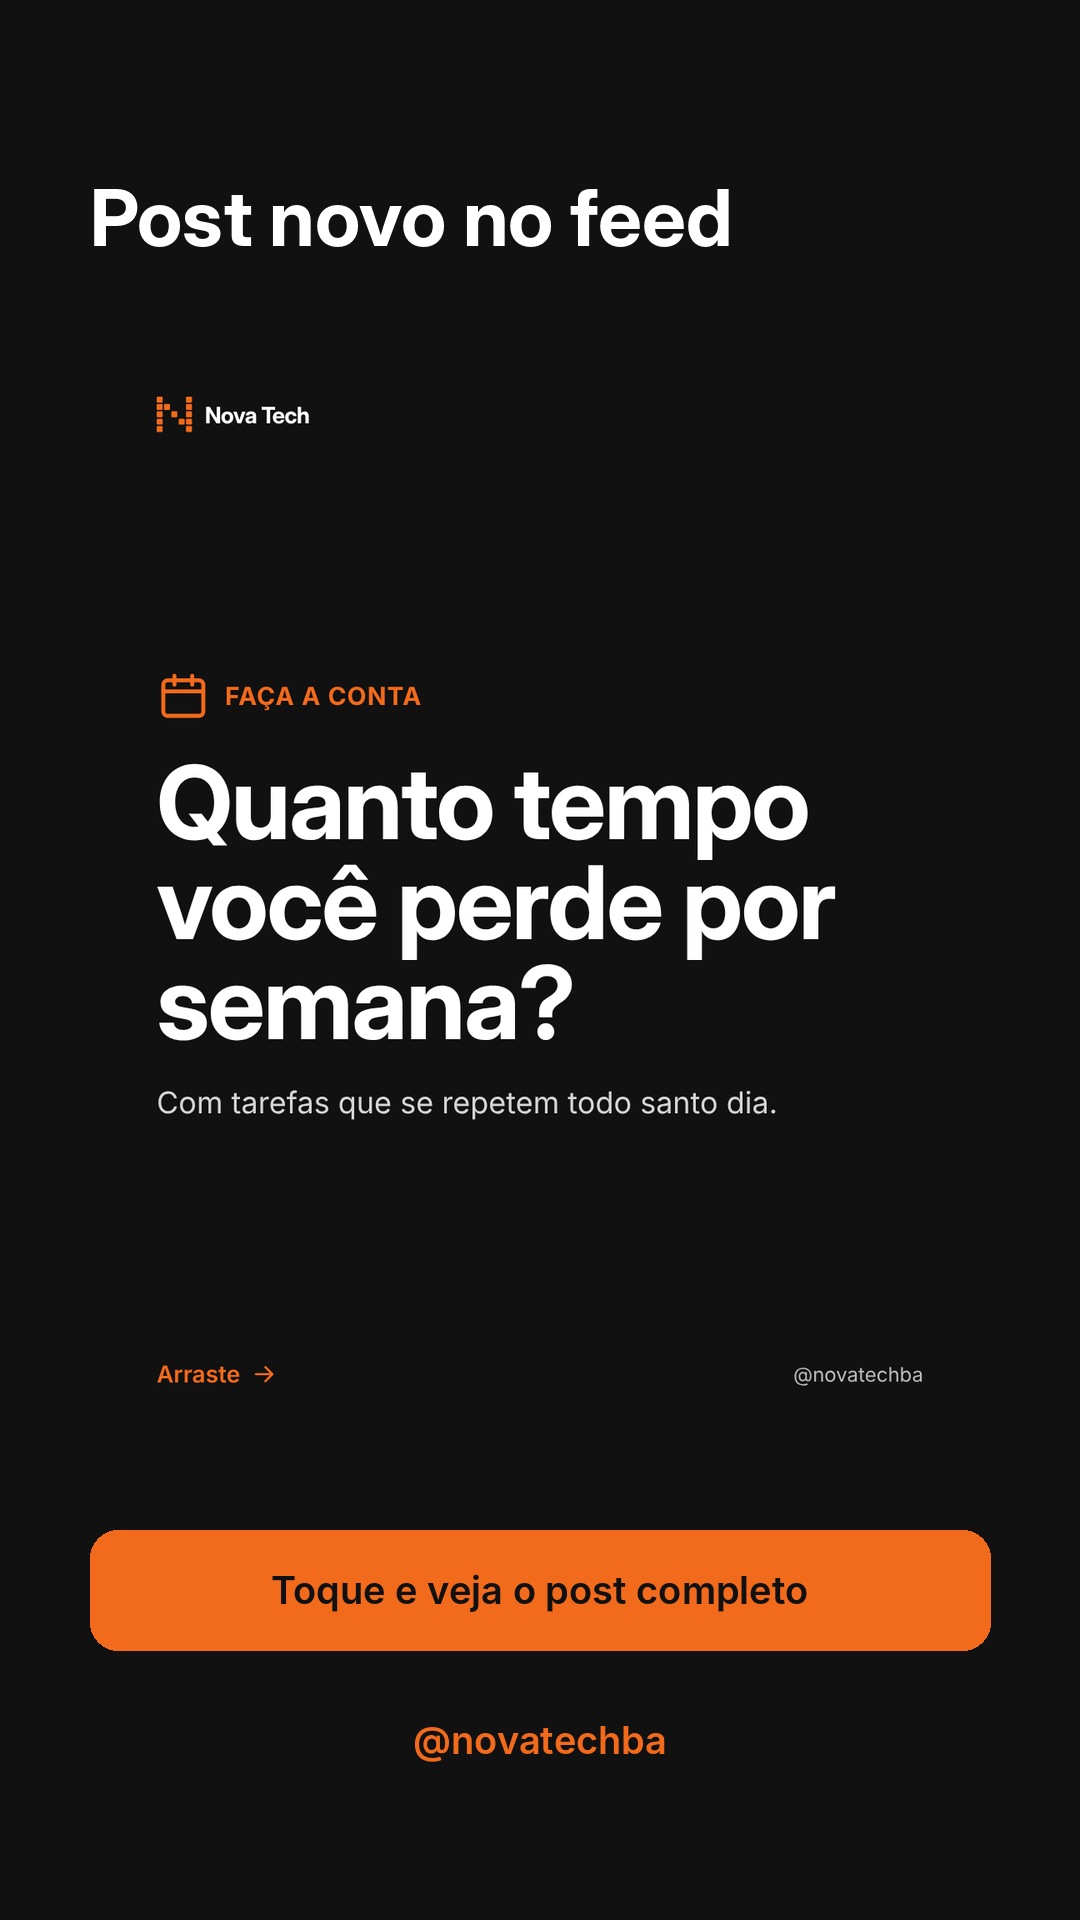 Post novo no feed
Nova Tech
FAÇA A CONTA
Quanto tempo
você perde por
semana?
Com tarefas que se repetem todo santo dia.
Arraste →
@novatechba
Toque e veja o post completo
@novatechba